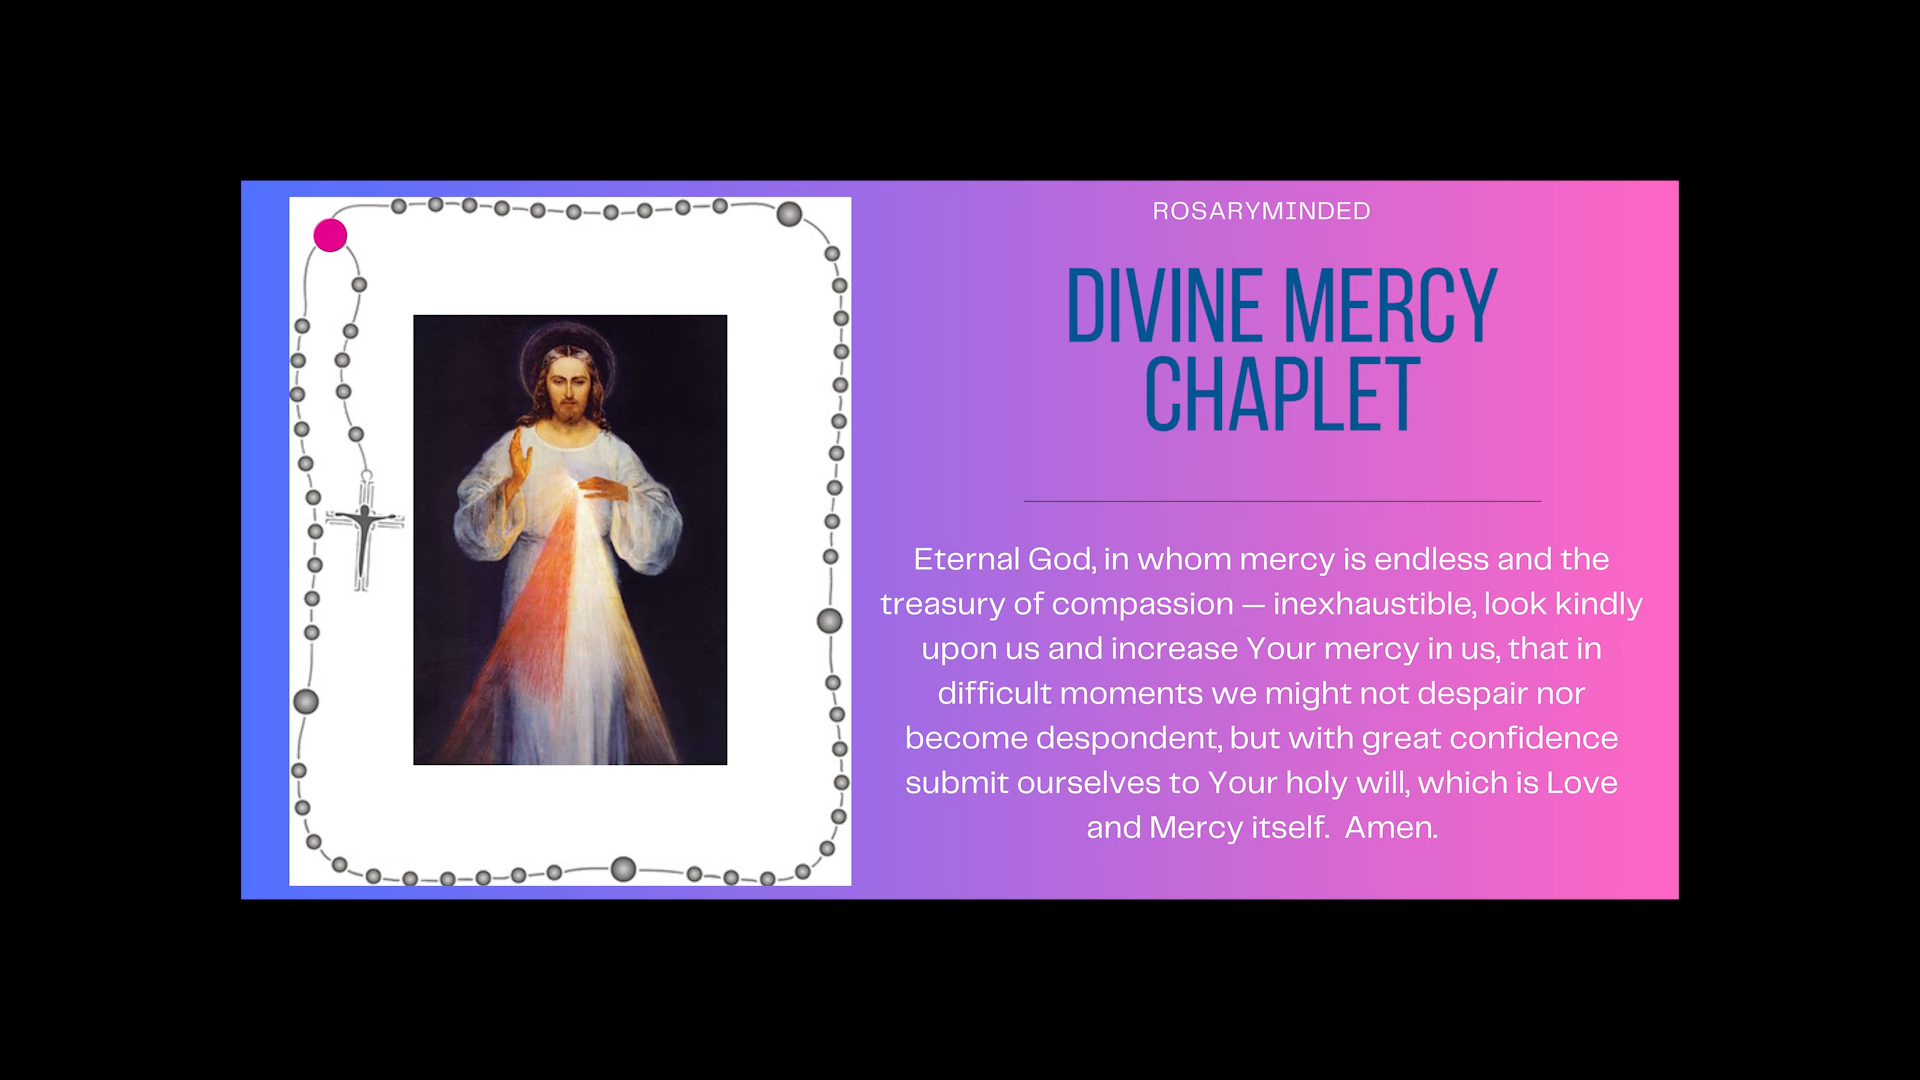 ROSARYMINDED
DIVINE MERCY
CHAPLET
Eternal God, in whom mercy is endless and the
treasury of compassion — inexhaustible, look kindly
upon us and increase Your mercy in us, that in
difficult moments we might not despair nor
become despondent, but with great confidence
submit ourselves to Your holy will, which is Love
and Mercy itself.  Amen.